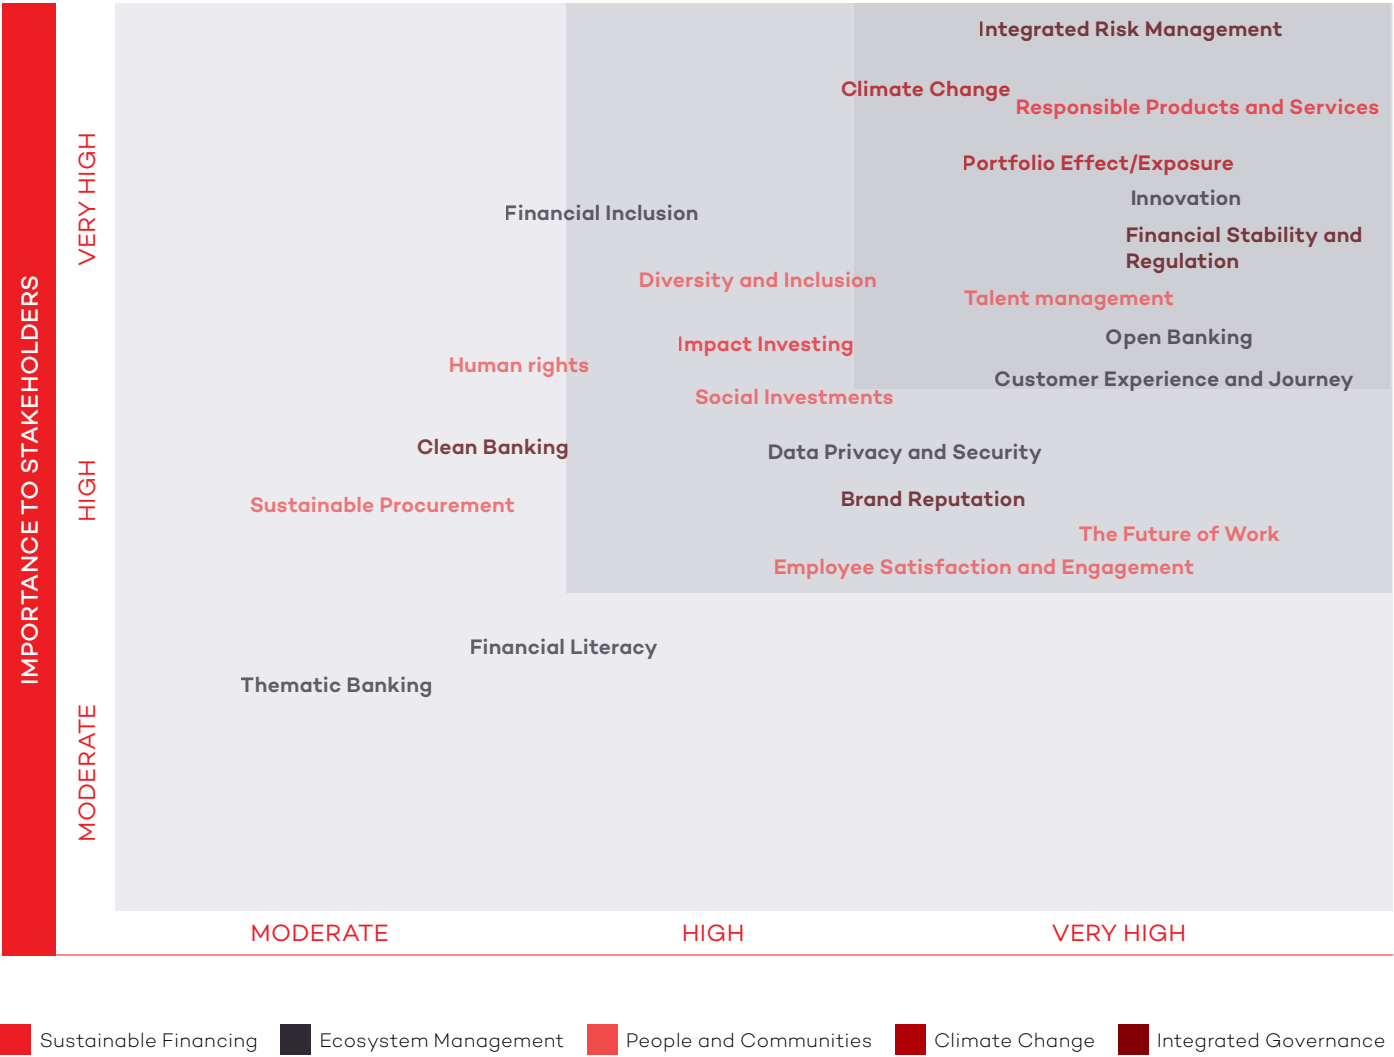 IMPORTANCE TO STAKEHOLDERS
VERY HIGH
HIGH
MODERATE
Integrated Risk Management
Climate Change
Responsible Products and Services
Portfolio Effect/Exposure
Innovation
Financial Inclusion
Financial Stability and
Regulation
Diversity and Inclusion
Talent management
Open Banking
Impact Investing
Human rights
Customer Experience and Journey
Social Investments
Clean Banking
Data Privacy and Security
Brand Reputation
Sustainable Procurement
The Future of Work
Employee Satisfaction and Engagement
Financial Literacy
Thematic Banking
MODERATE
HIGH
VERY HIGH
Sustainable Financing
Ecosystem Management
People and Communities
Climate Change
Integrated Governance